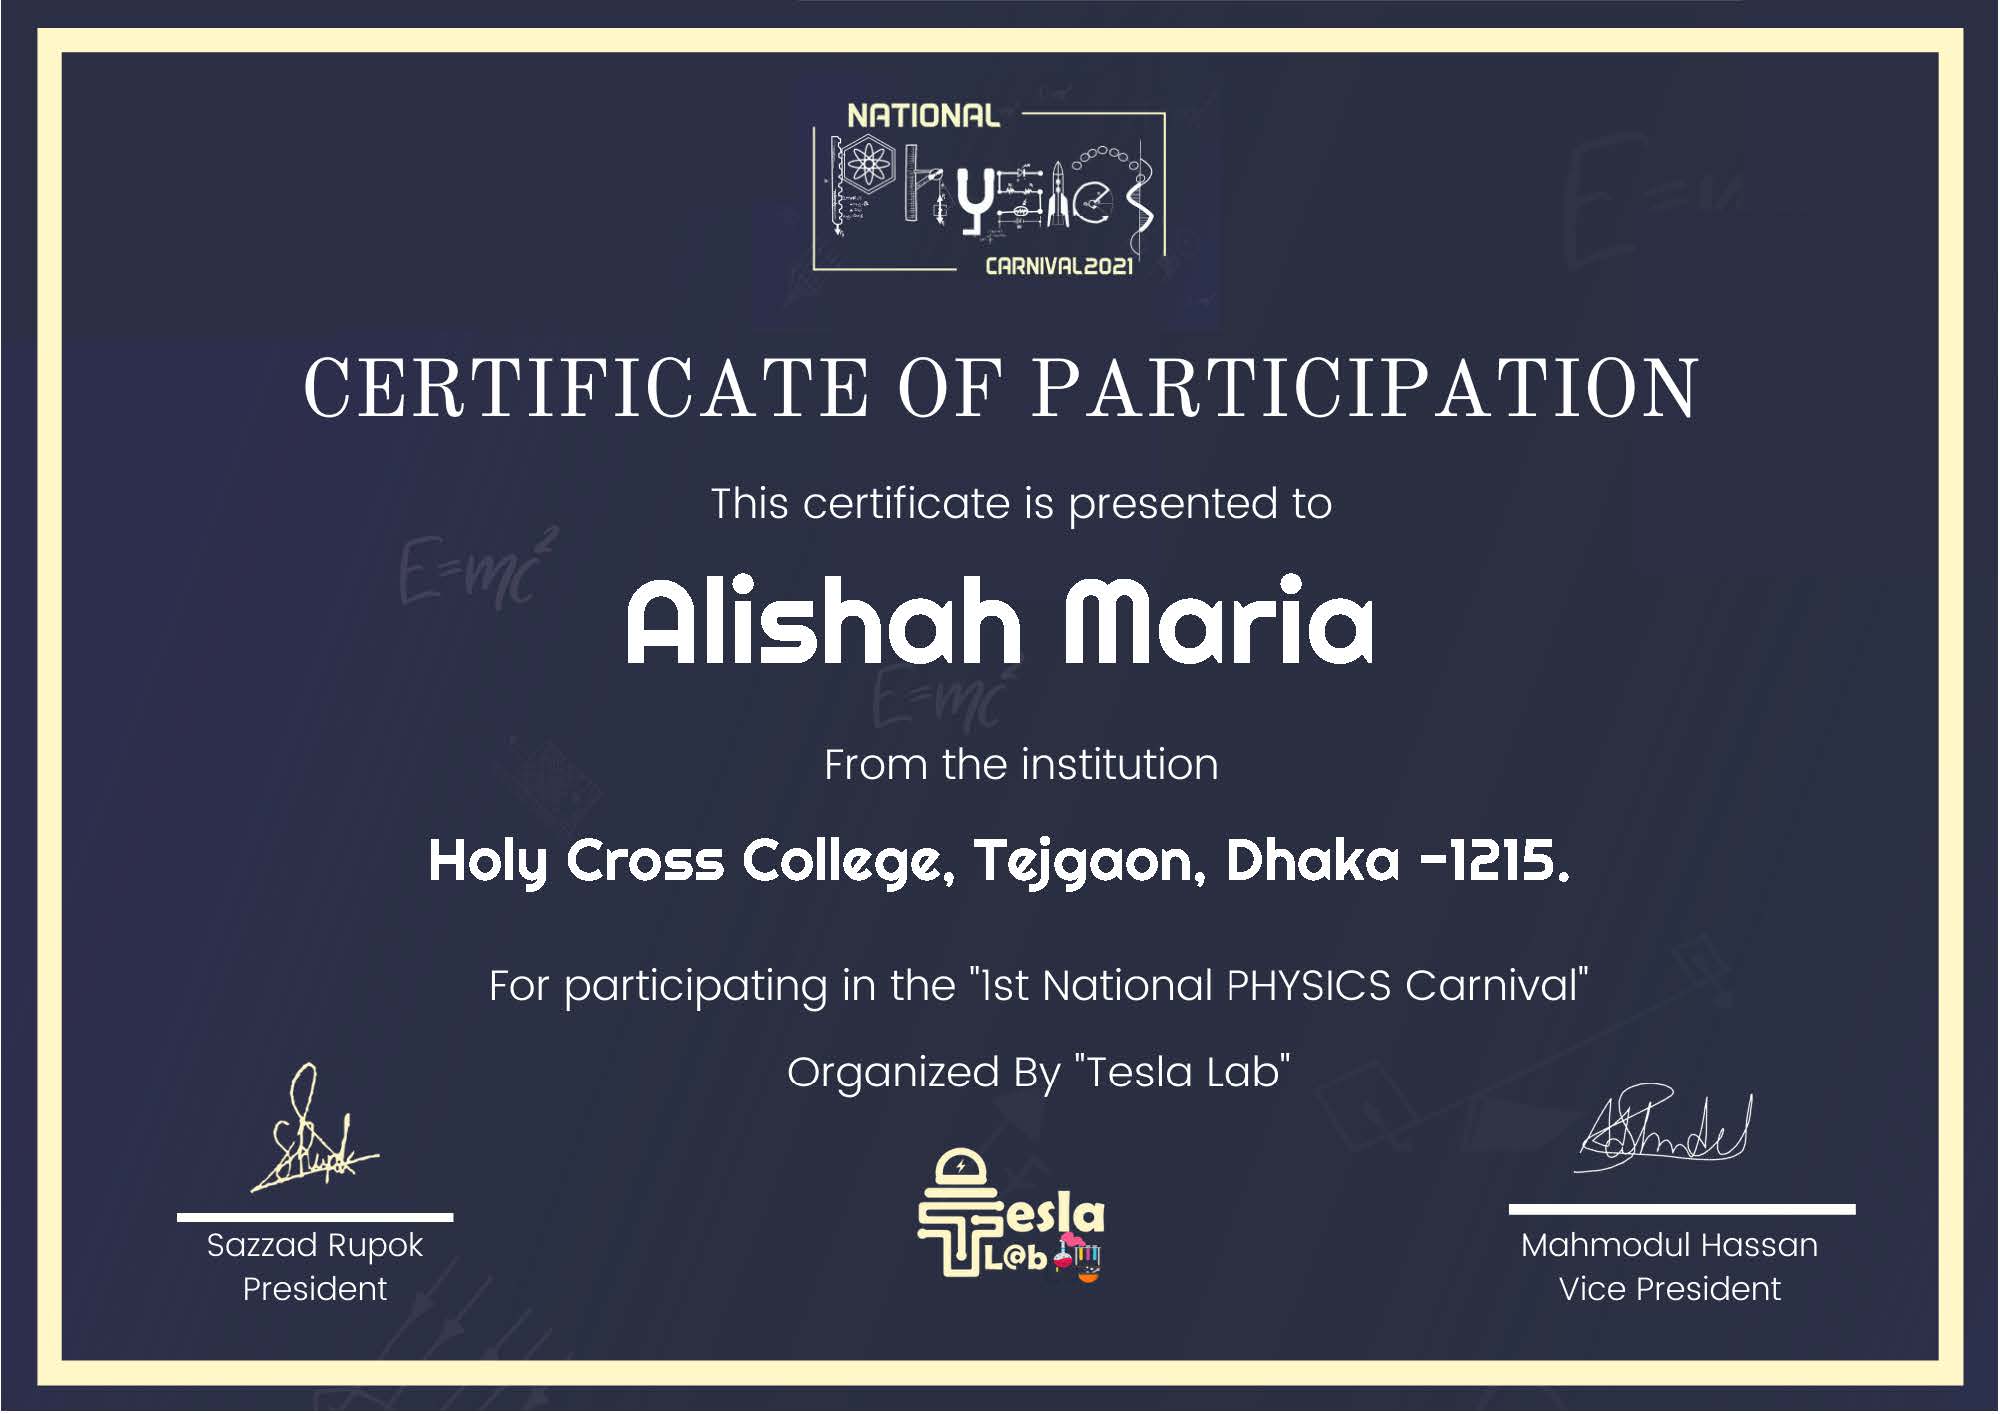 NATIONAL
Physics
CARNIVAL2021
CERTIFICATE OF PARTICIPATION
This certificate is presented to
E=mc²
Alishah Maria
E=mc²
From the institution
Holy Cross College, Tejgaon, Dhaka -1215.
For participating in the "1st National PHYSICS Carnival"
Organized By "Tesla Lab"
Tesla
L@b
Sazzad Rupok
President
Mahmodul Hassan
Vice President